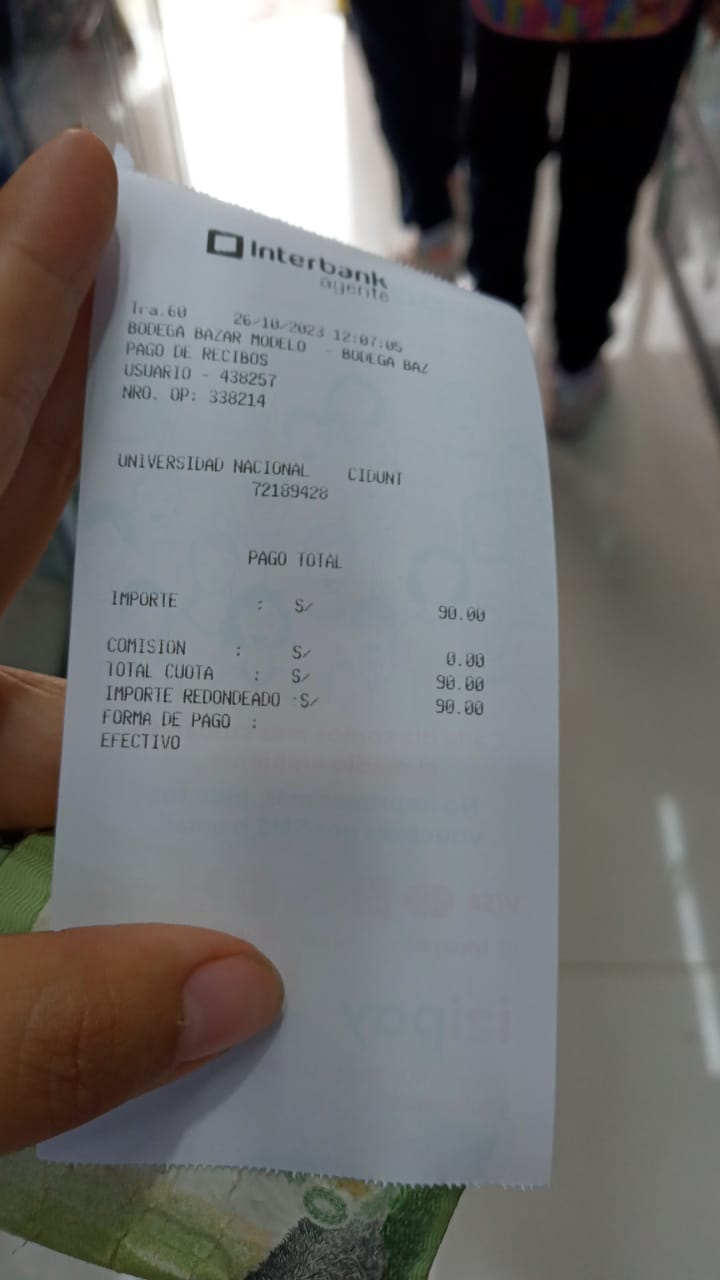 Interbank
agente
Tra.60 26/10/2023 12:07:05
BODEGA BAZAR MODELO - BODEGA BAZ
PAGO DE RECIBOS
USUARIO - 438257
NRO. OP: 338214
UNIVERSIDAD NACIONAL CIDUNT
72189428
PAGO TOTAL
IMPORTE : S/ 90.00
COMISION : S/ 0.00
TOTAL CUOTA : S/ 90.00
IMPORTE REDONDEADO S/ 90.00
FORMA DE PAGO :
EFECTIVO
VISA
izipay